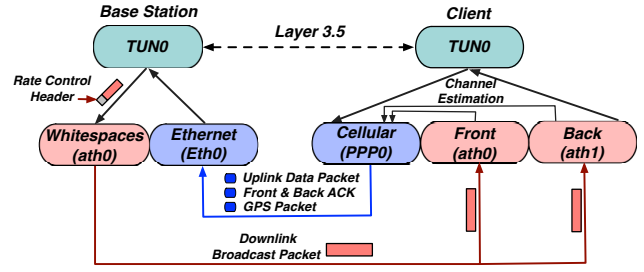 Base Station
Client
Layer 3.5
TUN0
TUN0
Rate Control
Header
Channel
Estimation
Whitespaces
(ath0)
Ethernet
(Eth0)
Cellular
(PPP0)
Front
(ath0)
Back
(ath1)
Uplink Data Packet
Front & Back ACK
GPS Packet
Downlink
Broadcast Packet